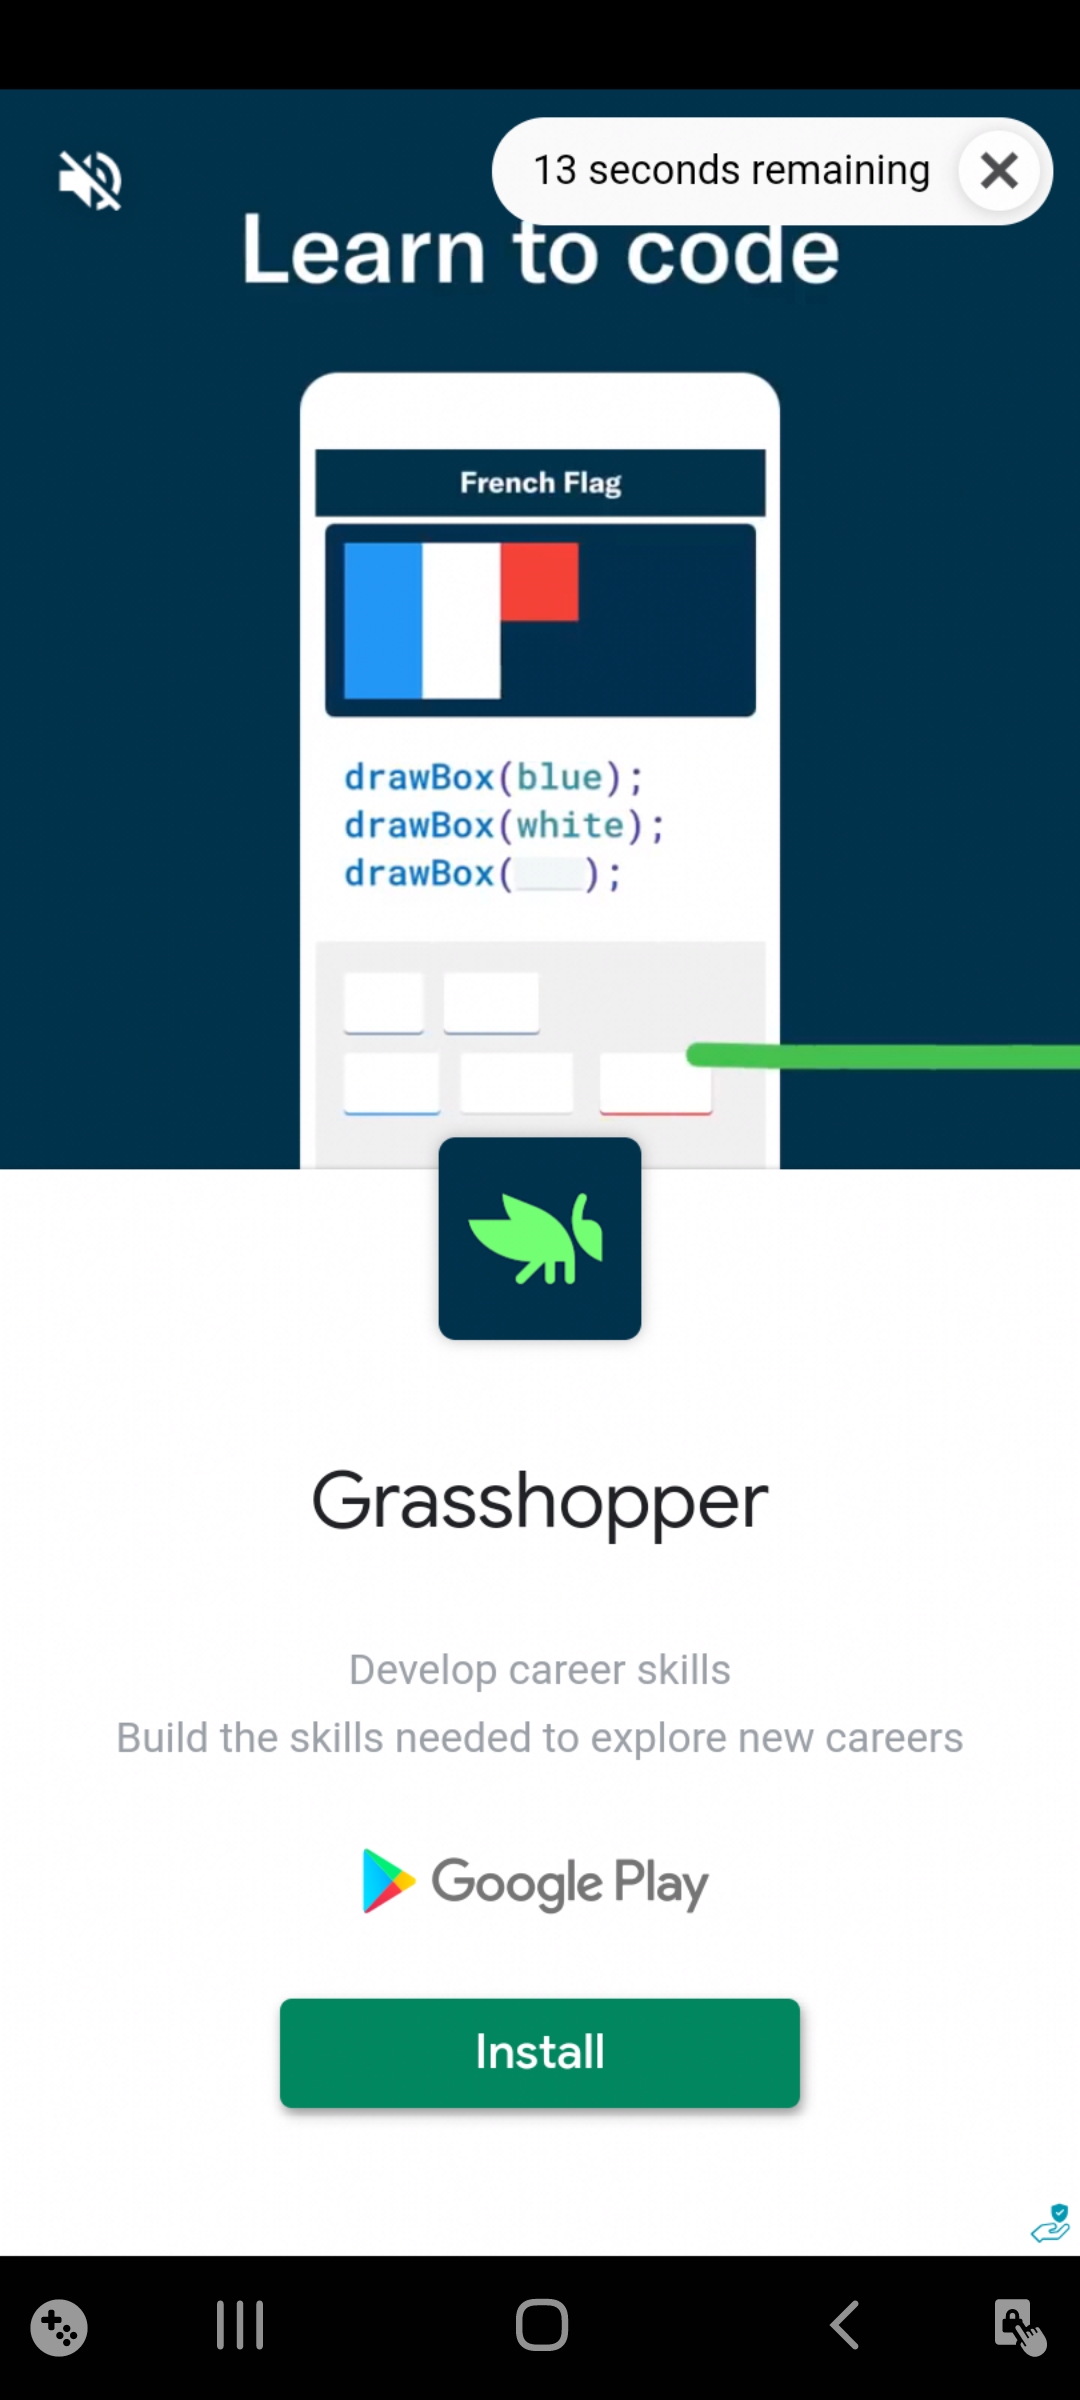 13 seconds remaining
Learn to code
French Flag
drawBox(blue);
drawBox(white);
drawBox( );
Grasshopper
Develop career skills
Build the skills needed to explore new careers
Google Play
Install